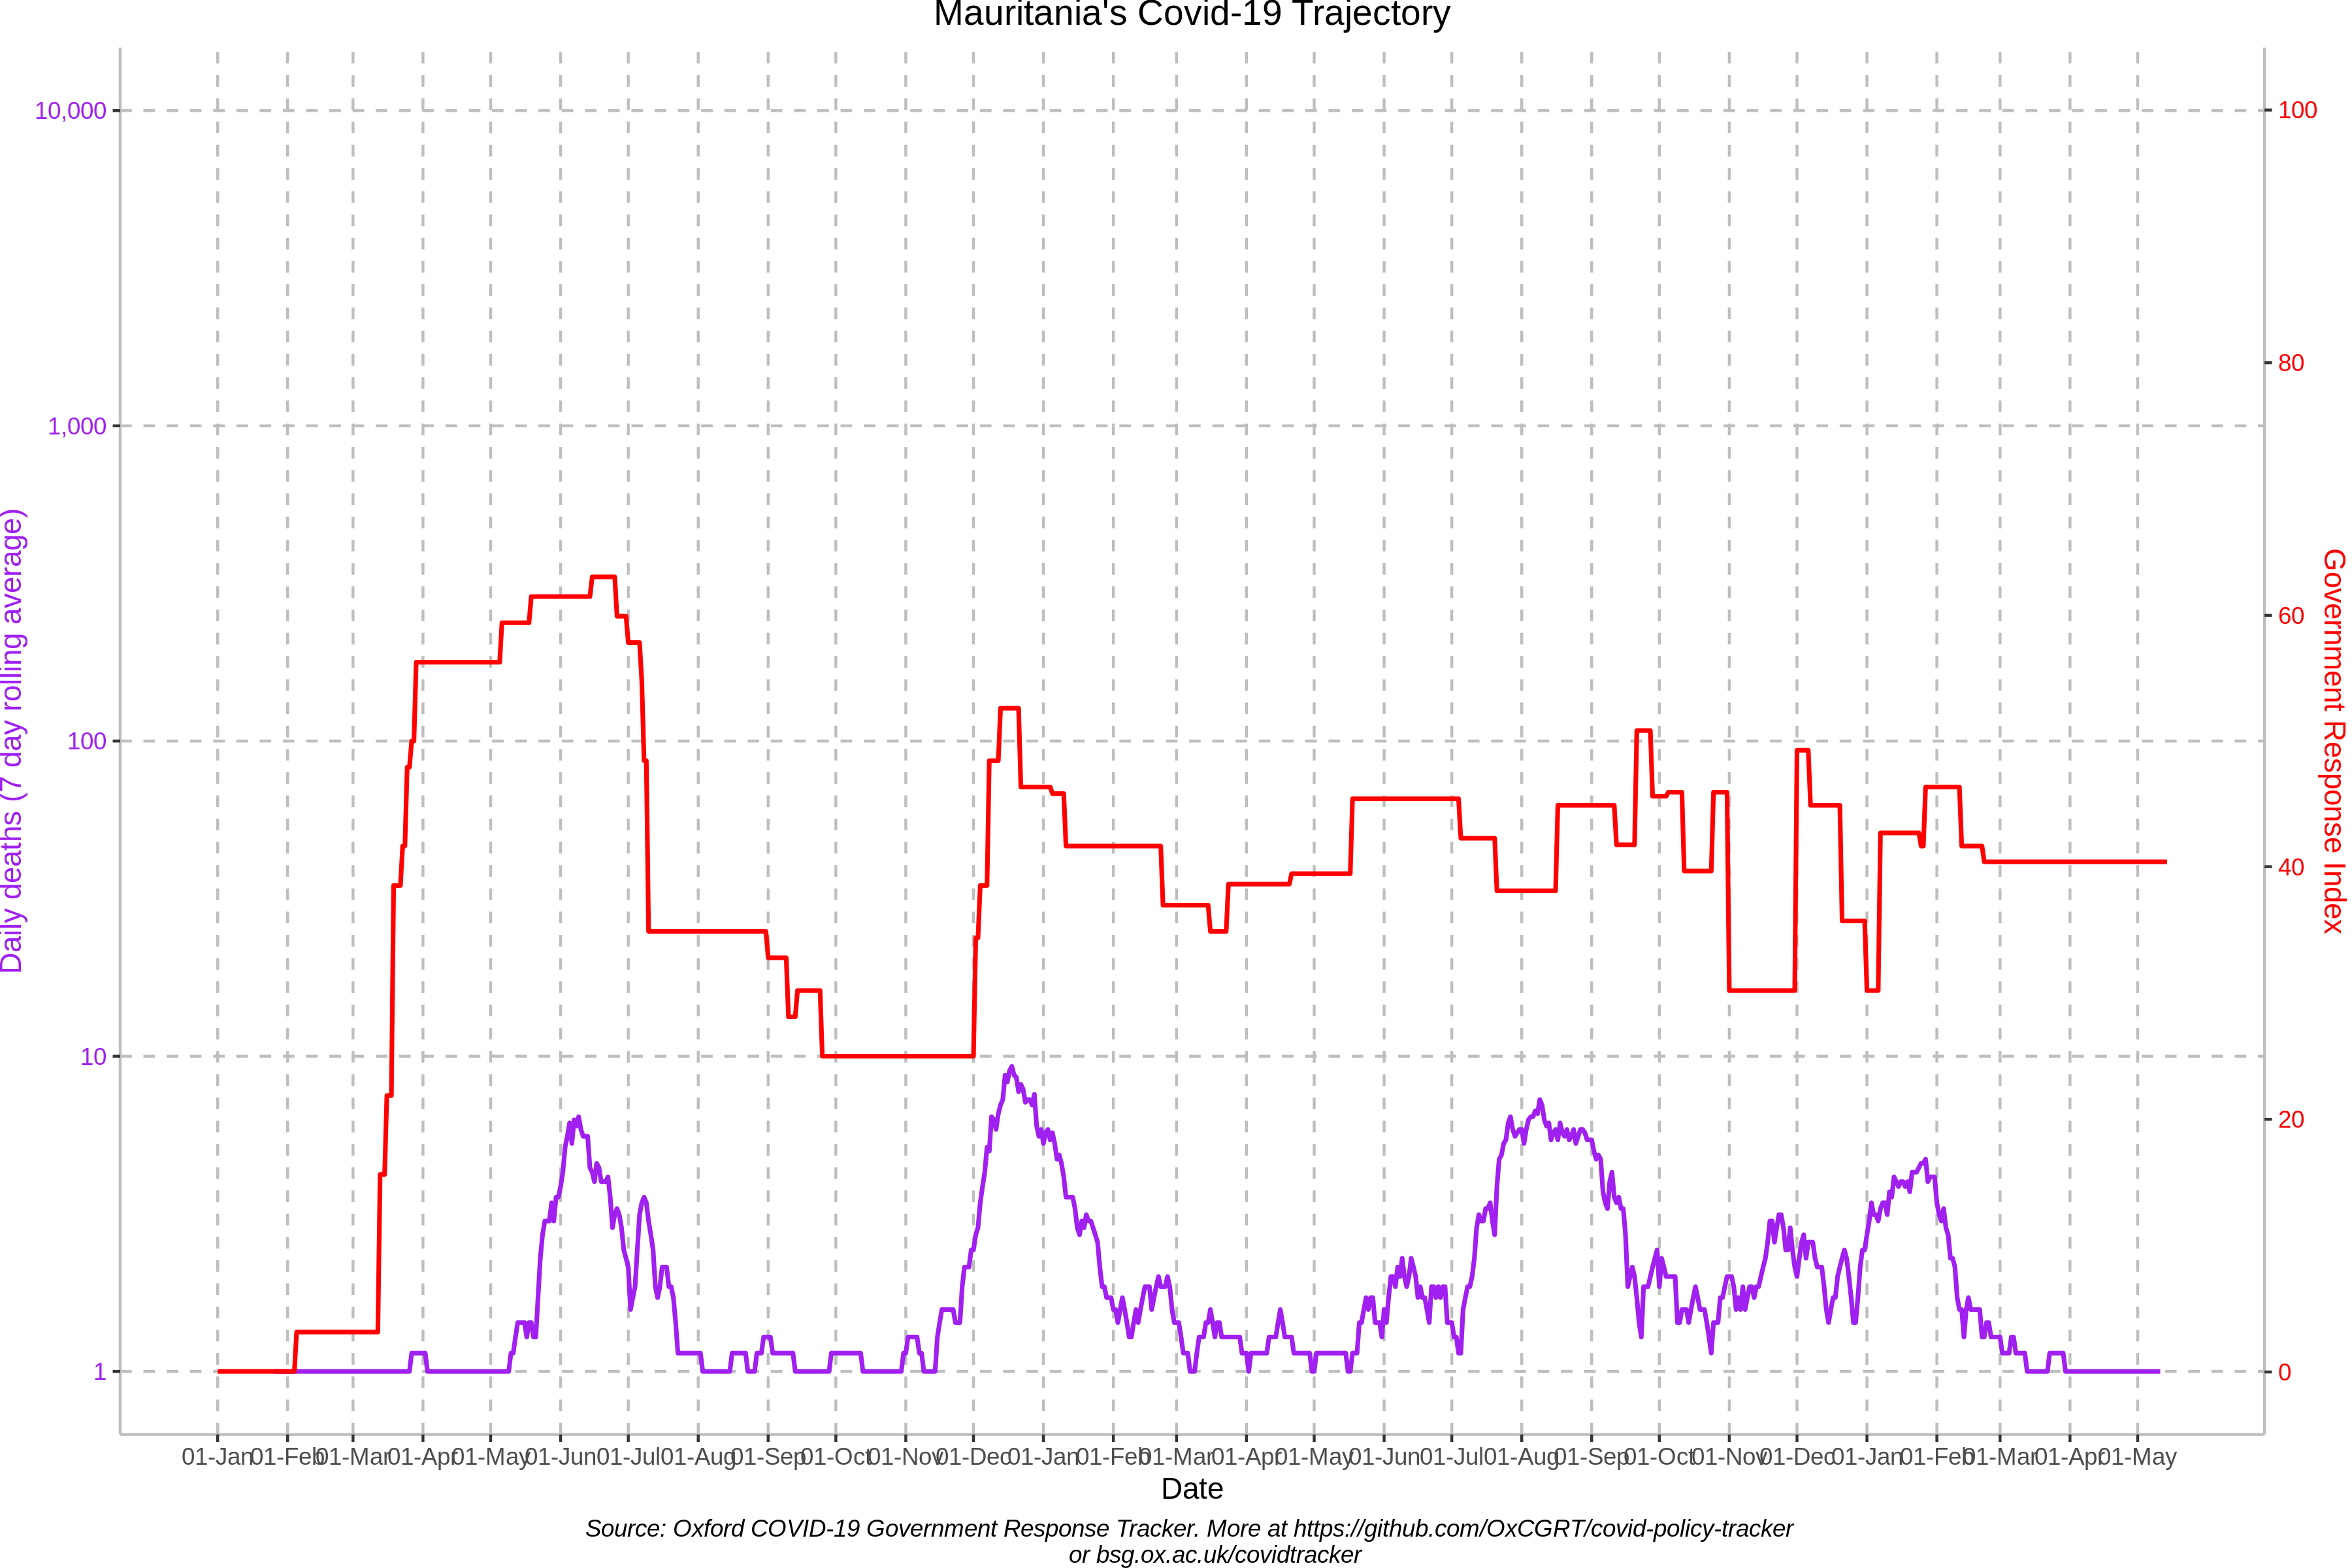 Mauritania's Covid-19 Trajectory
10,000
1,000
100
10
1
Daily deaths (7 day rolling average)
100
80
60
40
20
0
Government Response Index
01-Jan 01-Feb 01-Mar 01-Apr 01-May 01-Jun 01-Jul 01-Aug 01-Sep 01-Oct 01-Nov 01-Dec 01-Jan 01-Feb 01-Mar 01-Apr 01-May 01-Jun 01-Jul 01-Aug 01-Sep 01-Oct 01-Nov 01-Dec 01-Jan 01-Feb 01-Mar 01-Apr 01-May
Date
Source: Oxford COVID-19 Government Response Tracker. More at https://github.com/OxCGRT/covid-policy-tracker
or bsg.ox.ac.uk/covidtracker